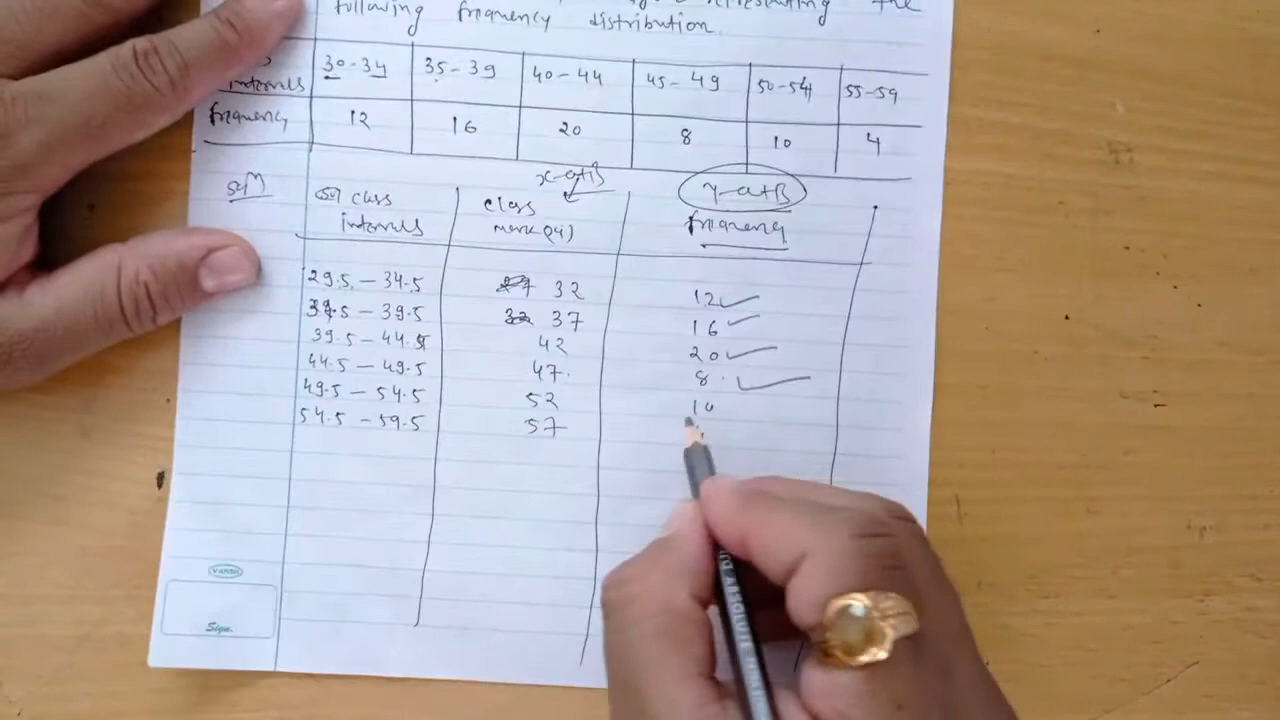 the
following frequency distribution.
intervals 30-34 35-39 40-44 45-49 50-54 55-59
frequency 12 16 20 8 10 4
class intervals class mark frequency
29.5 - 34.5 32 12
34.5 - 39.5 37 16
39.5 - 44.5 42 20
44.5 - 49.5 47. 8.
49.5 - 54.5 52 10
54.5 - 59.5 57
Sign.